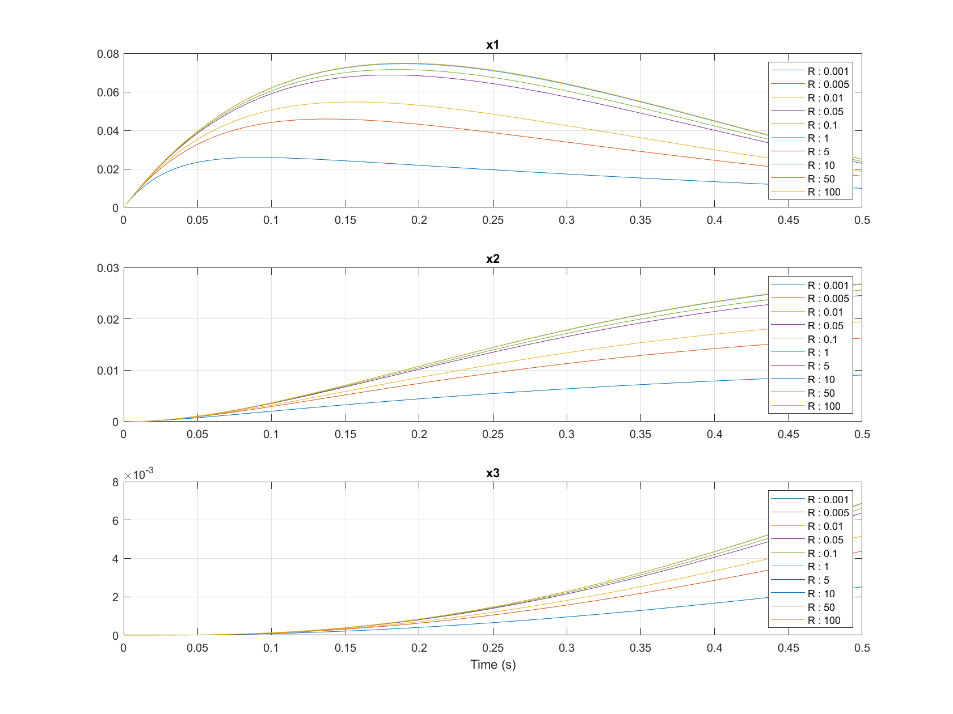 x1
0.08
0.06
0.04
0.02
0
R : 0.001
R : 0.005
R : 0.01
R : 0.05
R : 0.1
R : 1
R : 5
R : 10
R : 50
R : 100
0 0.05 0.1 0.15 0.2 0.25 0.3 0.35 0.4 0.45 0.5
x2
0.03
0.02
0.01
0
R : 0.001
R : 0.005
R : 0.01
R : 0.05
R : 0.1
R : 1
R : 5
R : 10
R : 50
R : 100
0 0.05 0.1 0.15 0.2 0.25 0.3 0.35 0.4 0.45 0.5
x3
×10-3
8
6
4
2
0
R : 0.001
R : 0.005
R : 0.01
R : 0.05
R : 0.1
R : 1
R : 5
R : 10
R : 50
R : 100
0 0.05 0.1 0.15 0.2 0.25 0.3 0.35 0.4 0.45 0.5
Time (s)